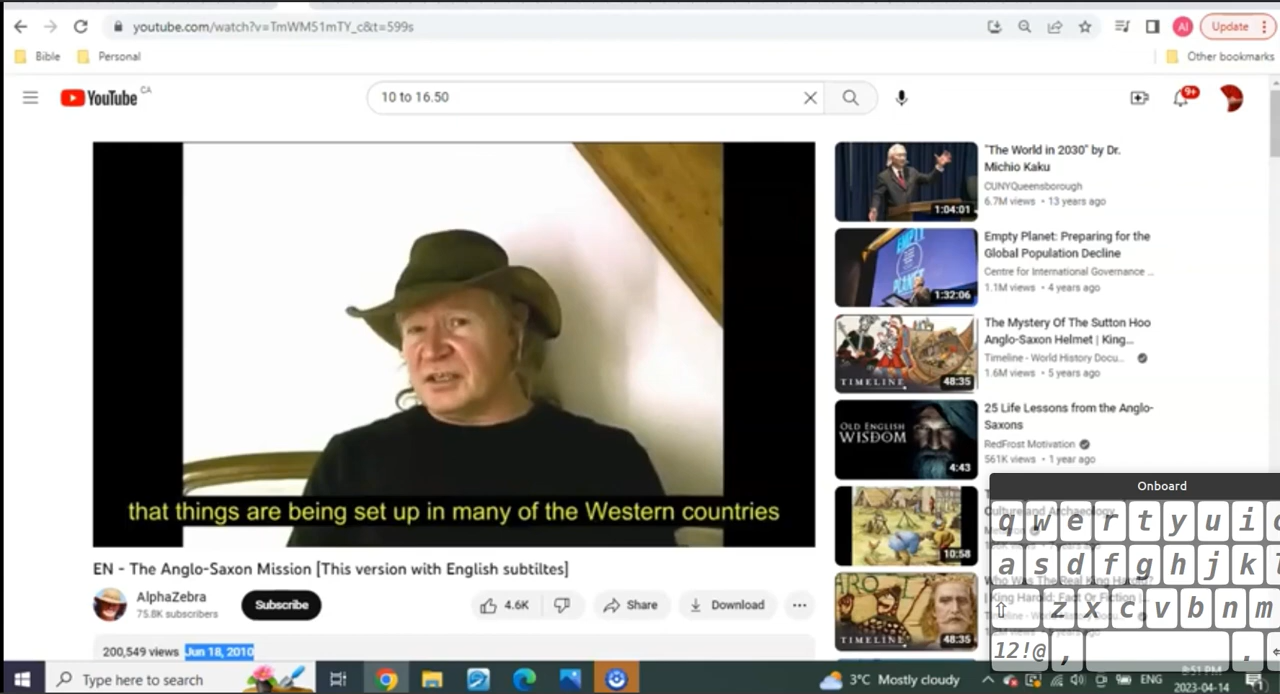 youtube.com/watch?v=TmWM51mTY_c&t=599s
AI
Update
Bible
Personal
Other bookmarks
YouTube CA
10 to 16.50
9+
"The World in 2030" by Dr.
Michio Kaku
CUNYQueensborough
6.7M views • 13 years ago
1:04:01
Empty Planet: Preparing for the
Global Population Decline
Centre for International Governance ...
1.1M views • 4 years ago
EMPTY
PLANET
1:32:06
The Mystery Of The Sutton Hoo
Anglo-Saxon Helmet | King...
Timeline - World History Docu...
1.6M views • 5 years ago
TIMELINE
48:35
25 Life Lessons from the Anglo-
Saxons
RedFrost Motivation
561K views • 1 year ago
OLD ENGLISH
WISDOM
4:43
10:58
TIMELINE
48:35
that things are being set up in many of the Western countries
EN - The Anglo-Saxon Mission [This version with English subtiltes]
AlphaZebra
75.8K subscribers
Subscribe
4.6K
Share
Download
200,549 views Jun 18, 2010
Onboard
q w e r t y u i
a s d f g h j k
z x c v b n m
12!@ , .
Type here to search
3°C Mostly cloudy
ENG
8:51 PM
2023-04-14